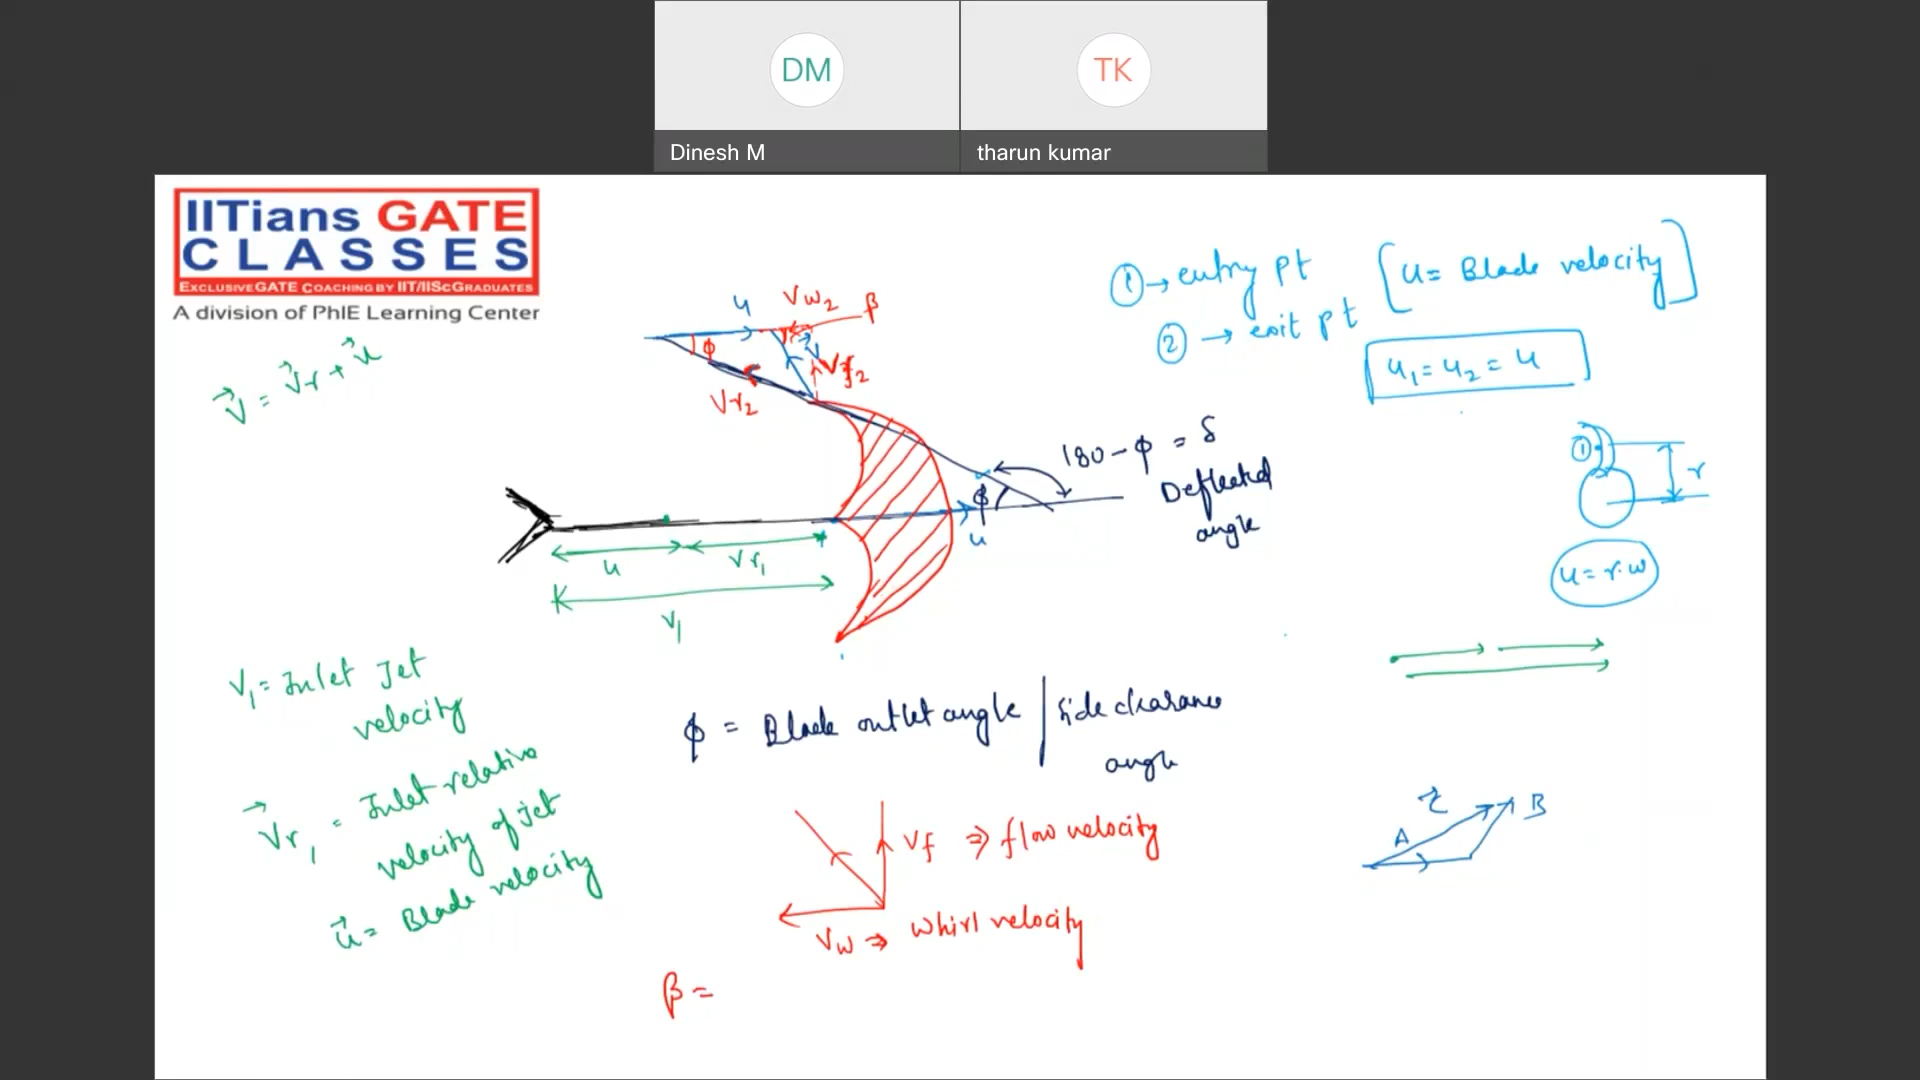 DM
TK
Dinesh M
tharun kumar
IITians GATE
CLASSES
EXCLUSIVE GATE COACHING BY IIT/IISc GRADUATES
A division of PhIE Learning Center
V⃗ = V⃗r + u⃗
① → entry pt
② → exit pt
[u = Blade velocity]
u₁ = u₂ = u
u
Vw₂
β
ϕ
V⃗
Vf₂
Vr₂
180 - ϕ = δ
Deflected
angle
ϕ
u
u
Vr₁
V₁
①
r
u = r.w
V₁ = Inlet Jet
velocity
V⃗r₁ = Inlet relative
velocity of jet
u⃗ = Blade velocity
ϕ = Blade outlet angle | side clearance
angle
Vf ⇒ flow velocity
Vw ⇒ Whirl velocity
β =
A
B